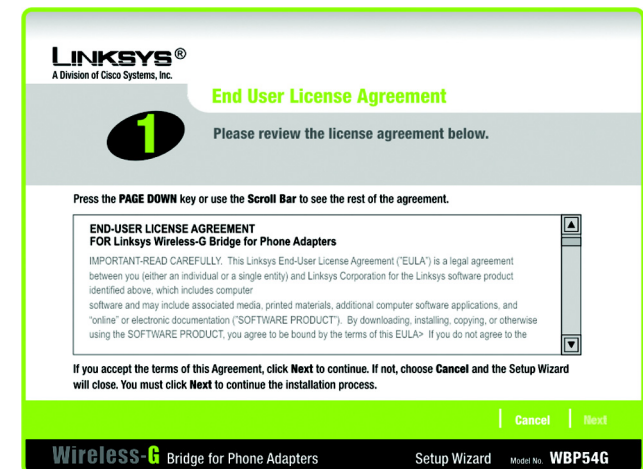 LINKSYS®
A Division of Cisco Systems, Inc.
End User License Agreement
1
Please review the license agreement below.
Press the PAGE DOWN key or use the Scroll Bar to see the rest of the agreement.
END-USER LICENSE AGREEMENT
FOR Linksys Wireless-G Bridge for Phone Adapters
IMPORTANT-READ CAREFULLY. This Linksys End-User License Agreement ("EULA") is a legal agreement
between you (either an individual or a single entity) and Linksys Corporation for the Linksys software product
identified above, which includes computer
software and may include associated media, printed materials, additional computer software applications, and
"online" or electronic documentation ("SOFTWARE PRODUCT"). By downloading, installing, copying, or otherwise
using the SOFTWARE PRODUCT, you agree to be bound by the terms of this EULA> If you do not agree to the
If you accept the terms of this Agreement, click Next to continue. If not, choose Cancel and the Setup Wizard
will close. You must click Next to continue the installation process.
Cancel Next
Wireless-G Bridge for Phone Adapters Setup Wizard Model No. WBP54G